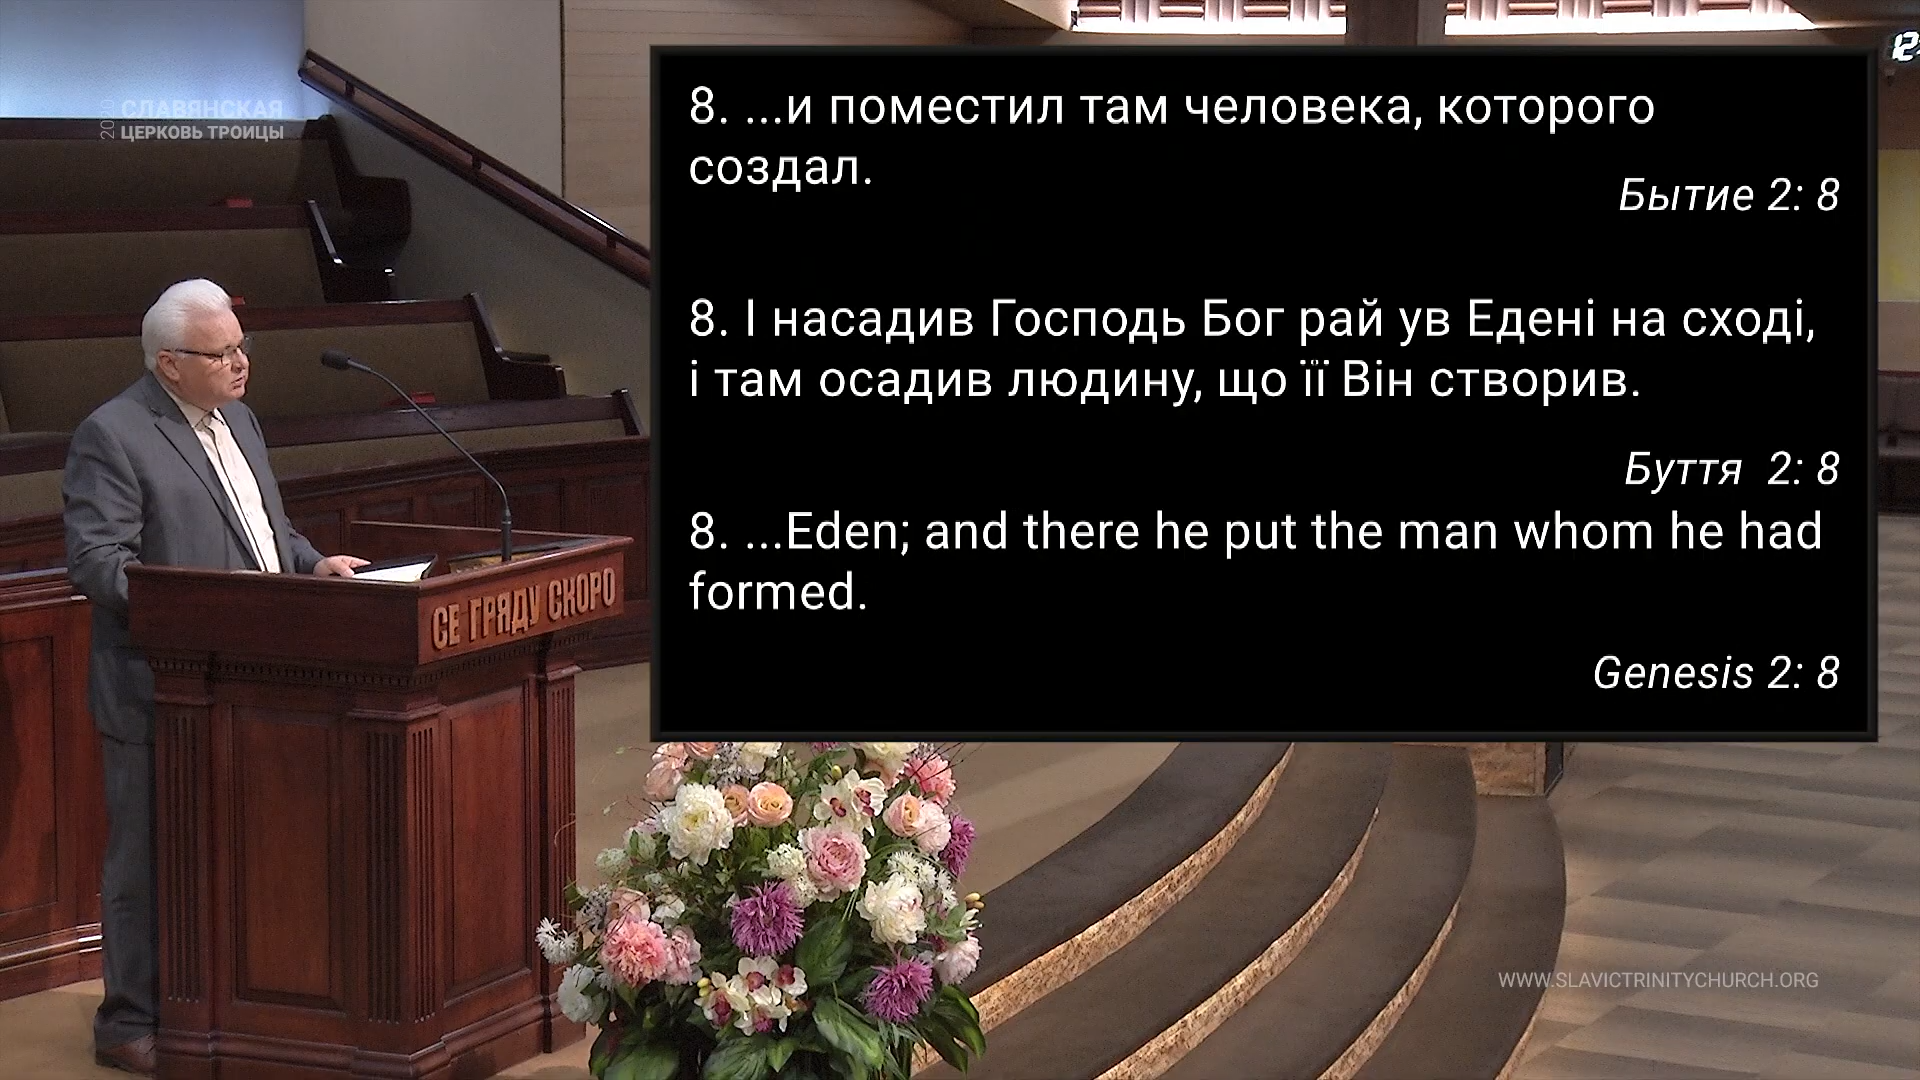 2020
СЛАВЯНСКАЯ
ЦЕРКОВЬ ТРОИЦЫ
8. ...и поместил там человека, которого
создал.
Бытие 2: 8
8. І насадив Господь Бог рай ув Едені на сході,
і там осадив людину, що її Він створив.
Буття 2: 8
8. ...Eden; and there he put the man whom he had
formed.
Genesis 2: 8
СЕ ГРЯДУ СКОРО
WWW.SLAVICTRINITYCHURCH.ORG